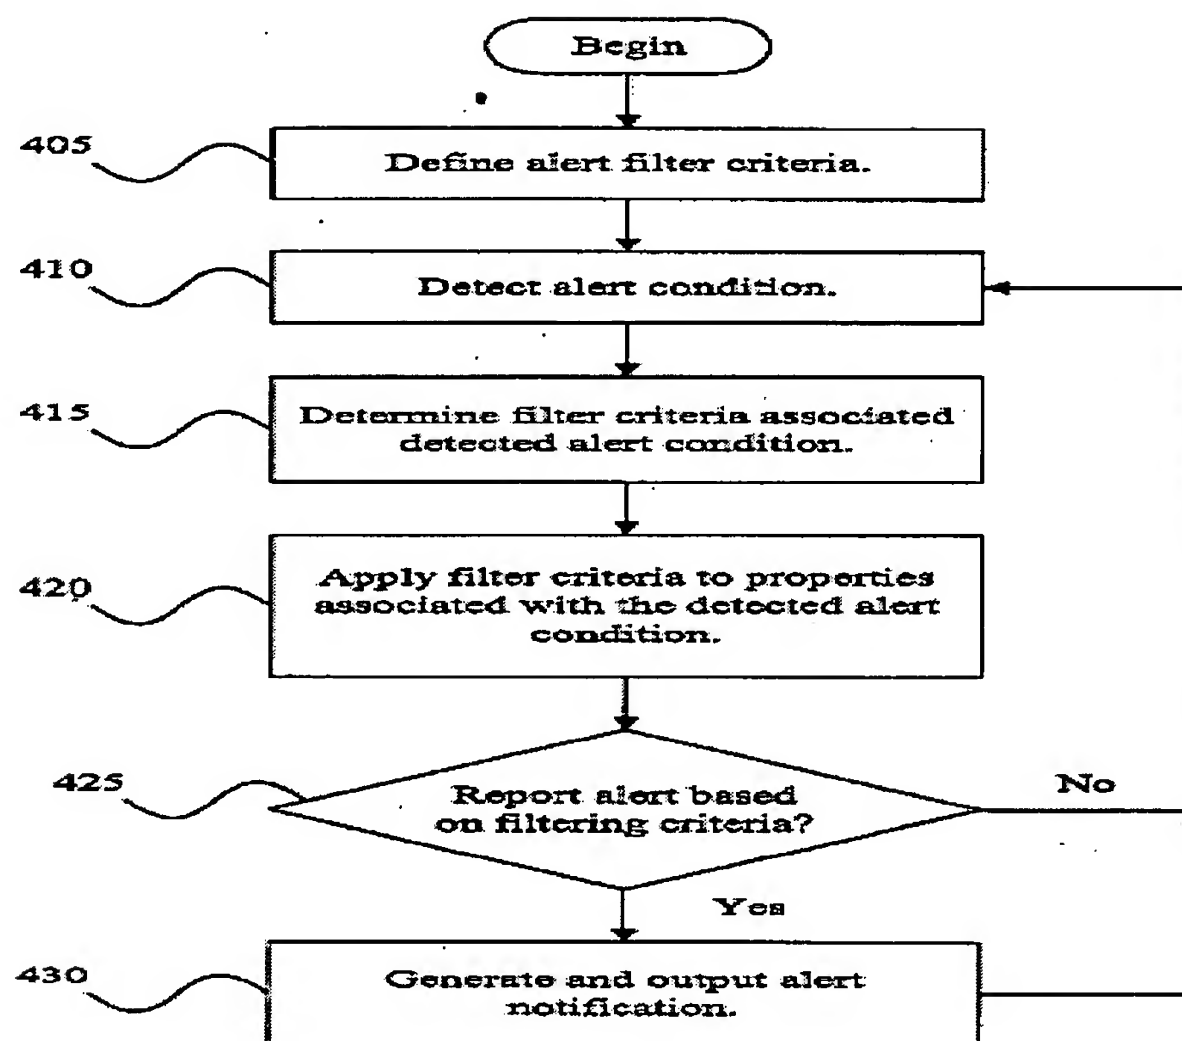 Begin
405
Define alert filter criteria.
410
Detect alert condition.
415
Determine filter criteria associated
detected alert condition.
420
Apply filter criteria to properties
associated with the detected alert
condition.
425
Report alert based
on filtering criteria?
No
Yes
430
Generate and output alert
notification.